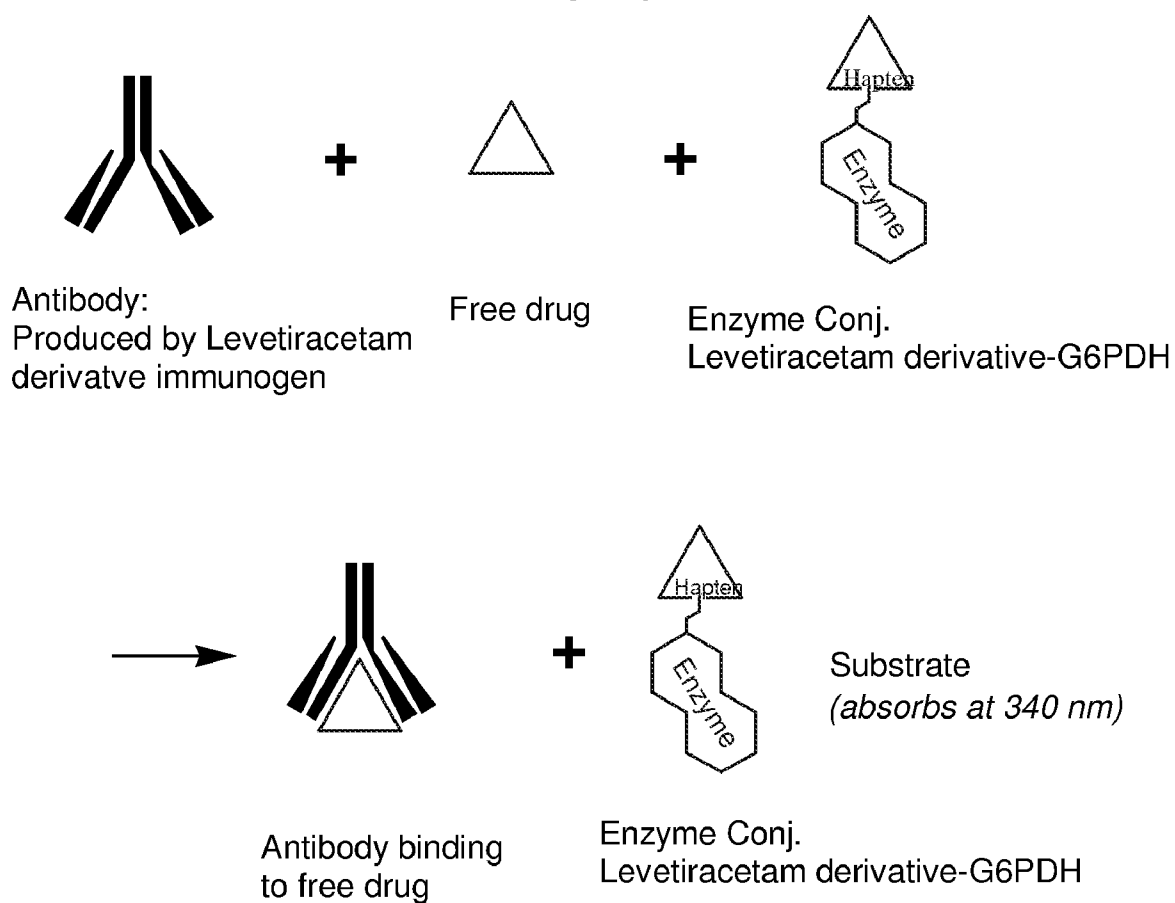 Hapten
Enzyme
+
+
Antibody:
Produced by Levetiracetam
derivatve immunogen
Free drug
Enzyme Conj.
Levetiracetam derivative-G6PDH
Hapten
Enzyme
+
Substrate
(absorbs at 340 nm)
Antibody binding
to free drug
Enzyme Conj.
Levetiracetam derivative-G6PDH